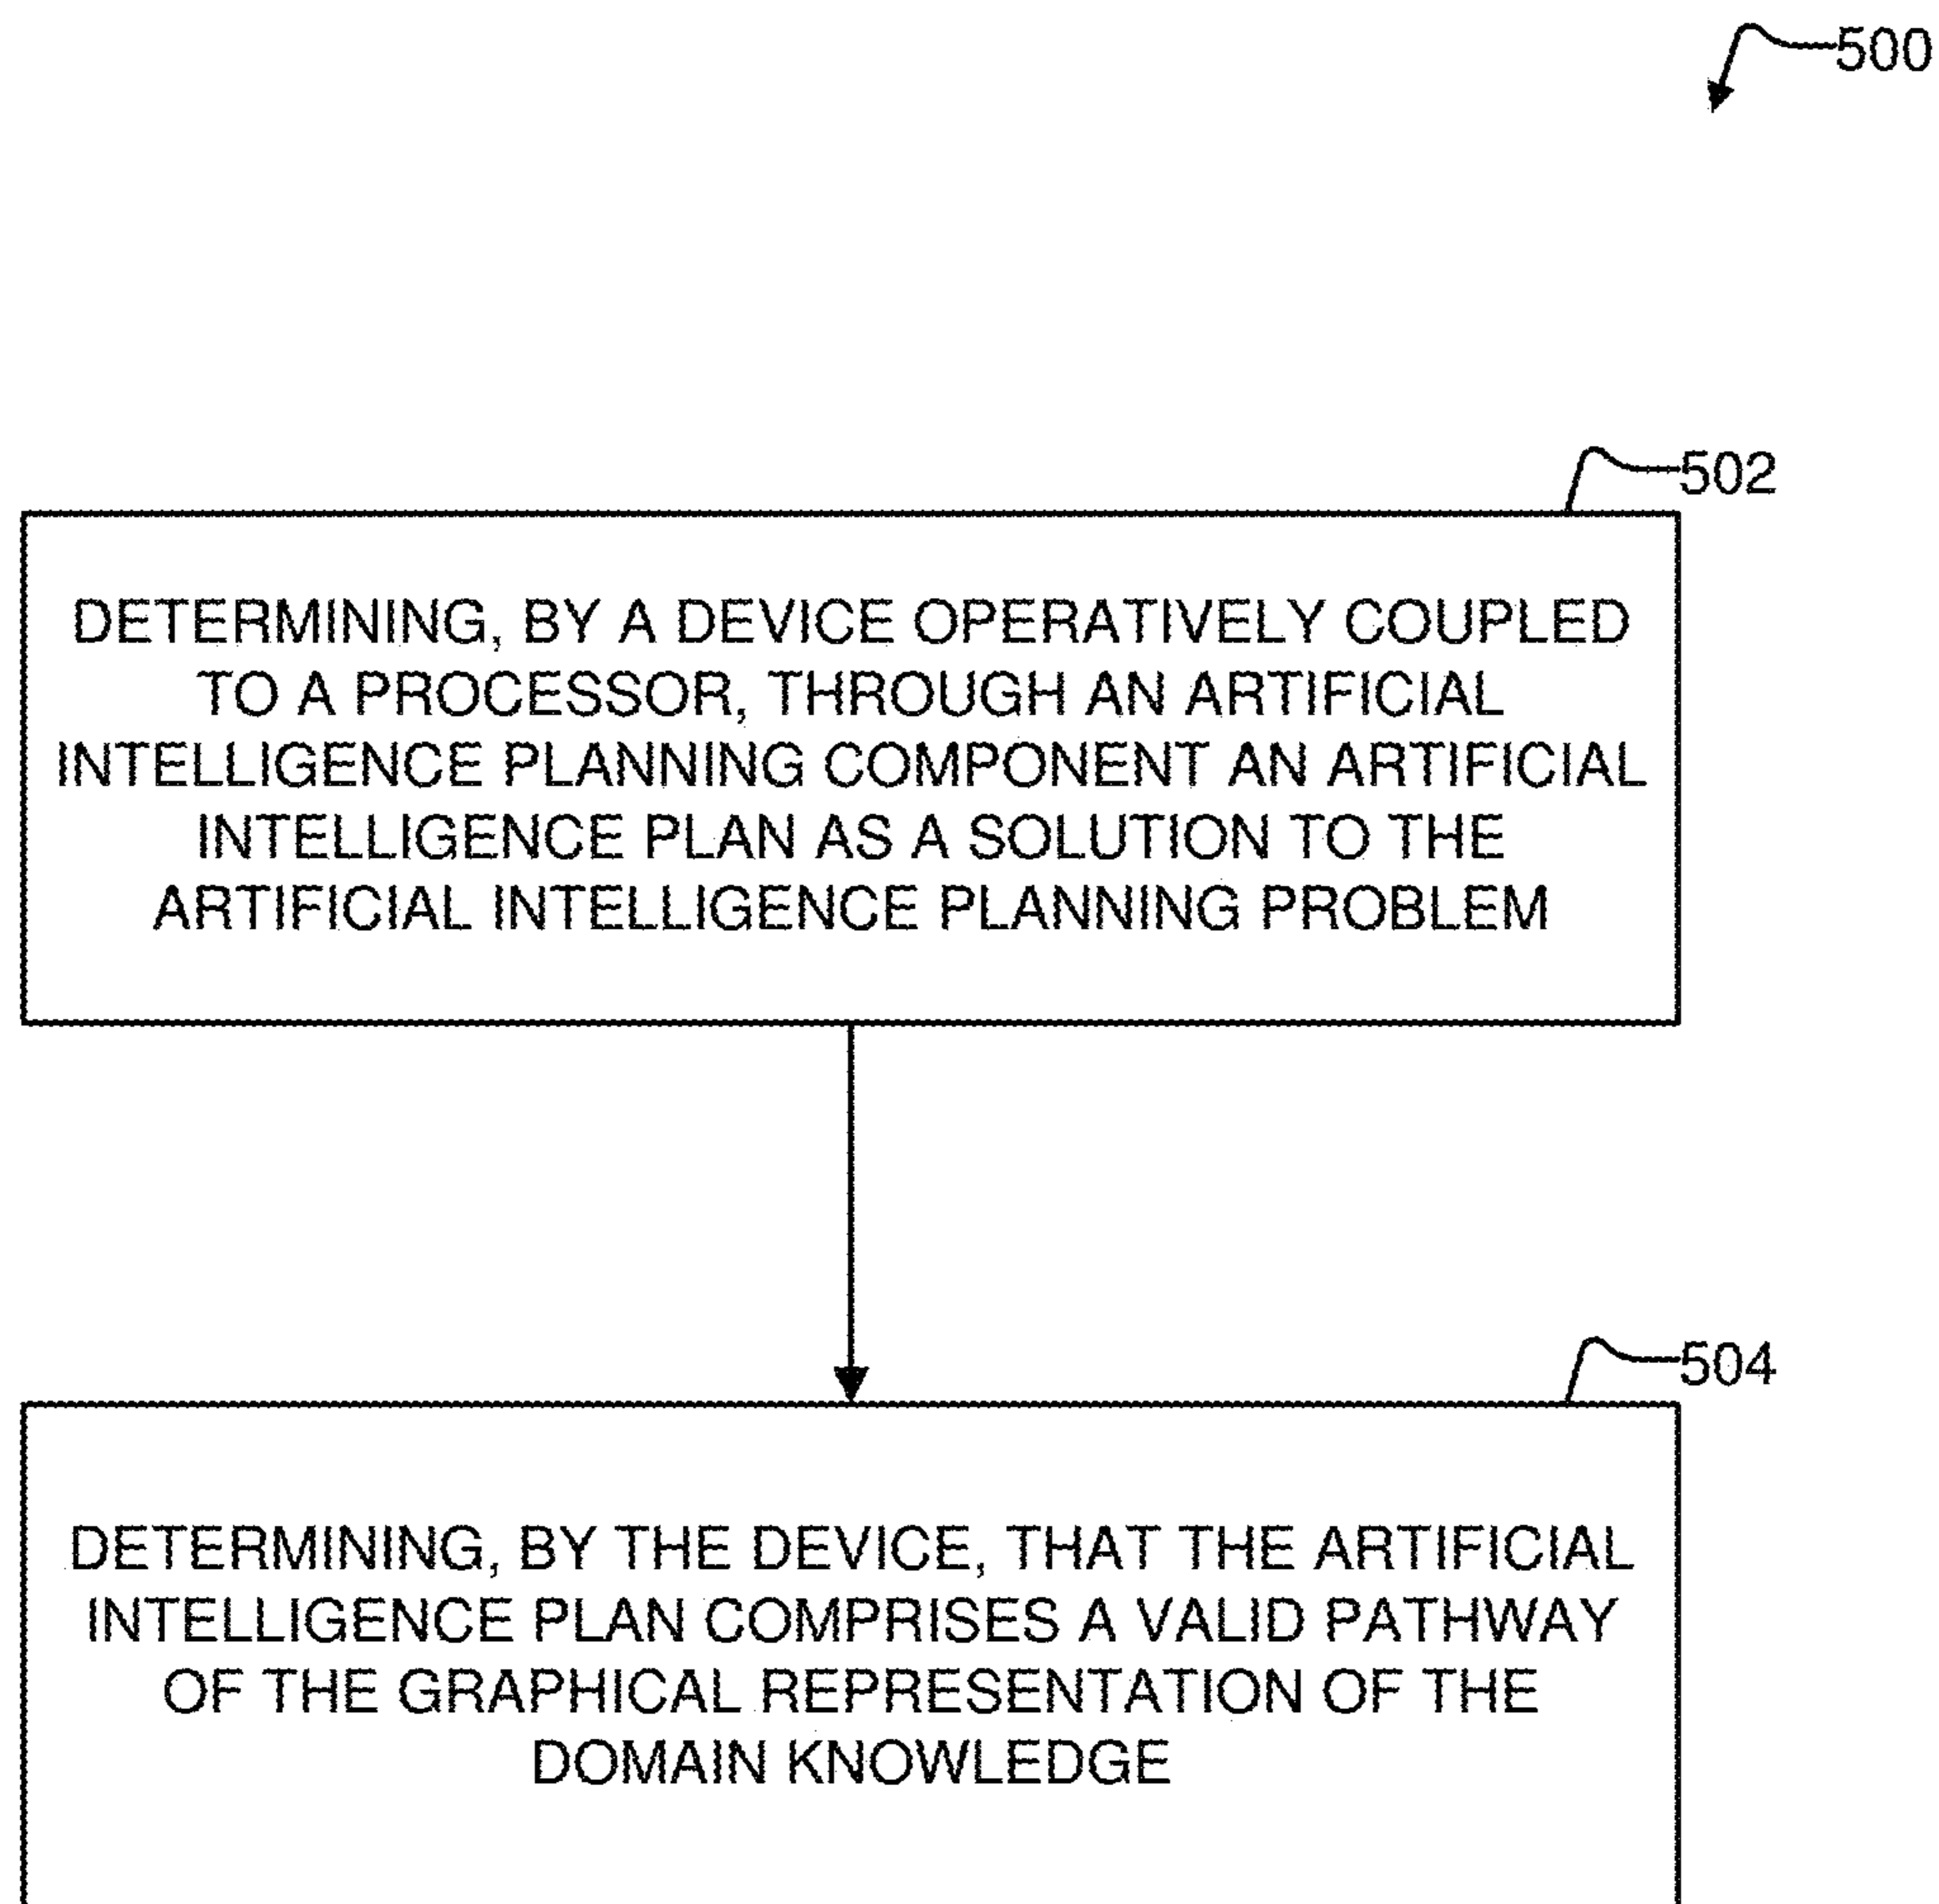 500
502
DETERMINING, BY A DEVICE OPERATIVELY COUPLED
TO A PROCESSOR, THROUGH AN ARTIFICIAL
INTELLIGENCE PLANNING COMPONENT AN ARTIFICIAL
INTELLIGENCE PLAN AS A SOLUTION TO THE
ARTIFICIAL INTELLIGENCE PLANNING PROBLEM
504
DETERMINING, BY THE DEVICE, THAT THE ARTIFICIAL
INTELLIGENCE PLAN COMPRISES A VALID PATHWAY
OF THE GRAPHICAL REPRESENTATION OF THE
DOMAIN KNOWLEDGE